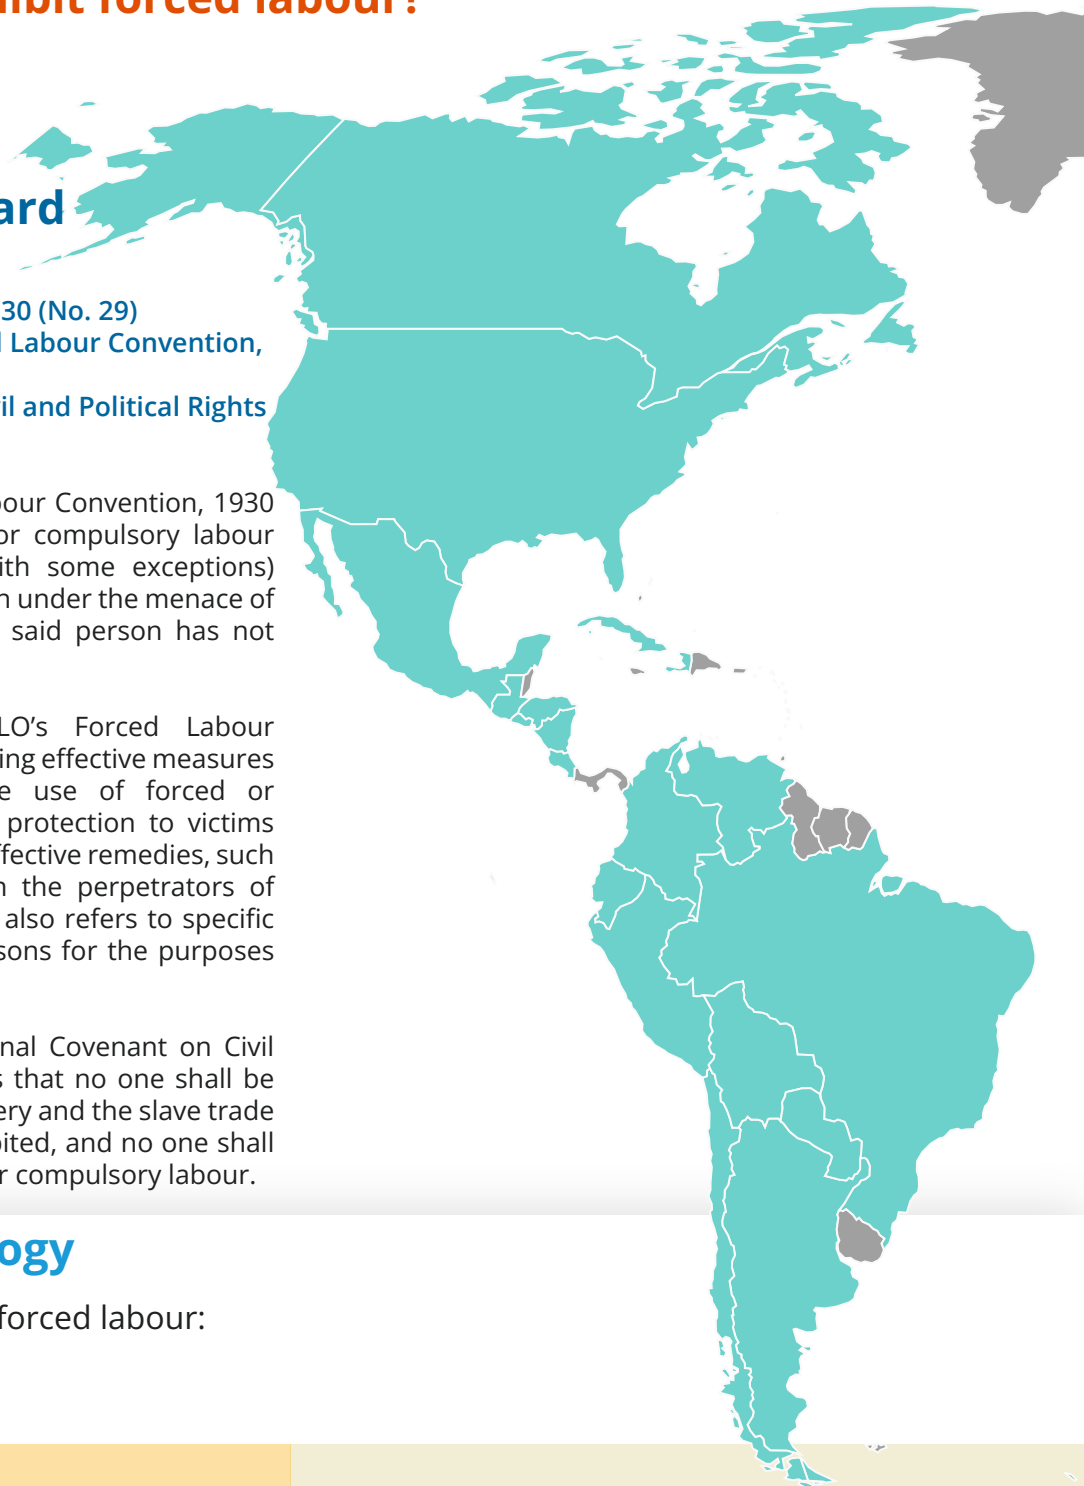 forced labour?
ard
30 (No. 29)
Labour Convention,
il and Political Rights
our Convention, 1930
or compulsory labour
ith some exceptions)
under the menace of
said person has not
LO's Forced Labour
ing effective measures
use of forced or
protection to victims
ffective remedies, such
the perpetrators of
also refers to specific
sons for the purposes
nal Covenant on Civil
s that no one shall be
ery and the slave trade
ited, and no one shall
r compulsory labour.
ogy
forced labour: